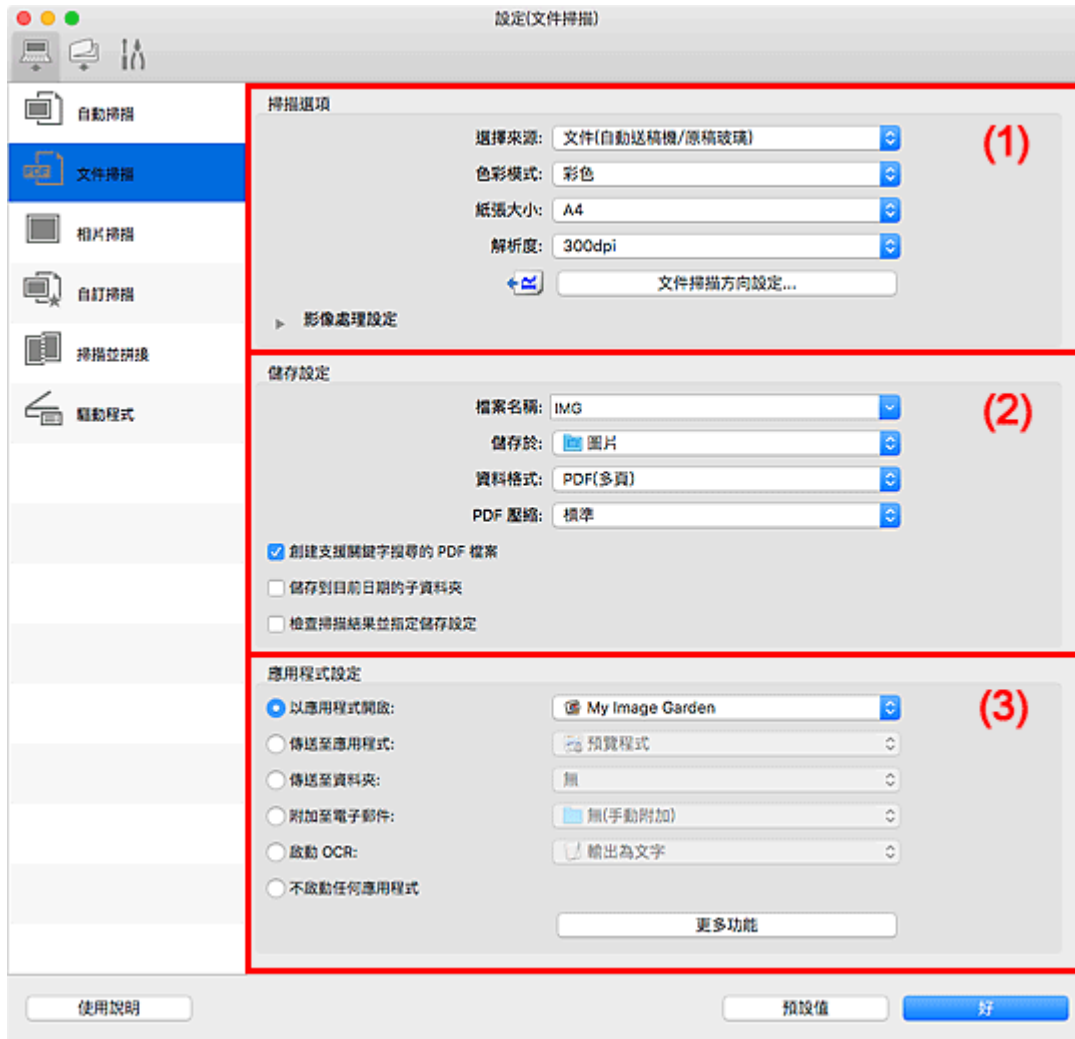 設定(文件掃描)
自動掃描
PDF 文件掃描
相片掃描
自訂掃描
掃描並拼接
驅動程式
掃描選項
(1)
選擇來源: 文件(自動送稿機/原稿玻璃)
色彩模式: 彩色
紙張大小: A4
解析度: 300dpi
文件掃描方向設定...
影像處理設定
儲存設定
(2)
檔案名稱: IMG
儲存於: 圖片
資料格式: PDF(多頁)
PDF 壓縮: 標準
創建支援關鍵字搜尋的 PDF 檔案
儲存到目前日期的子資料夾
檢查掃描結果並指定儲存設定
應用程式設定
(3)
以應用程式開啟: My Image Garden
傳送至應用程式: 預覽程式
傳送至資料夾: 無
附加至電子郵件: 無(手動附加)
啟動 OCR: 輸出為文字
不啟動任何應用程式
更多功能
使用說明 預設值 好